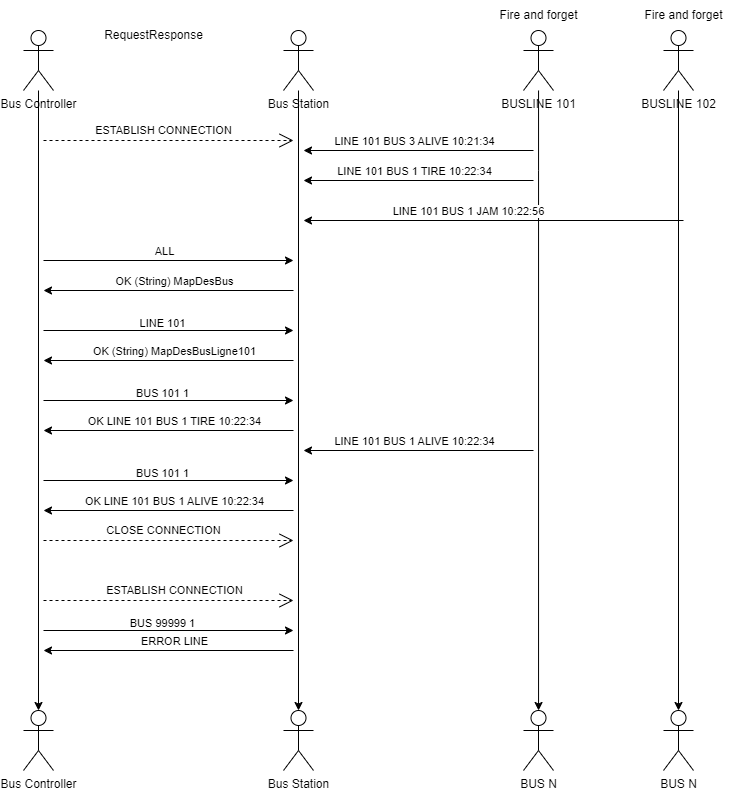 Fire and forget
Fire and forget
RequestResponse
Bus Controller
Bus Station
BUSLINE 101
BUSLINE 102
ESTABLISH CONNECTION
LINE 101 BUS 3 ALIVE 10:21:34
LINE 101 BUS 1 TIRE 10:22:34
LINE 101 BUS 1 JAM 10:22:56
ALL
OK (String) MapDesBus
LINE 101
OK (String) MapDesBusLigne101
BUS 101 1
OK LINE 101 BUS 1 TIRE 10:22:34
LINE 101 BUS 1 ALIVE 10:22:34
BUS 101 1
OK LINE 101 BUS 1 ALIVE 10:22:34
CLOSE CONNECTION
ESTABLISH CONNECTION
BUS 99999 1
ERROR LINE
Bus Controller
Bus Station
BUS N
BUS N